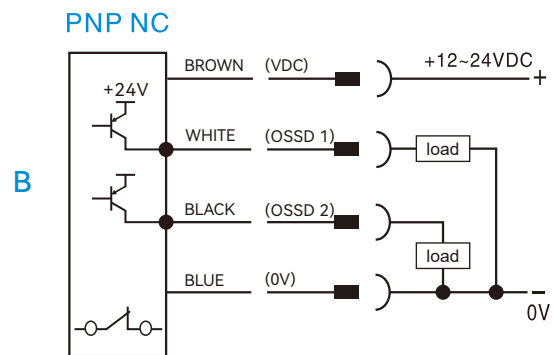 PNP NC
BROWN (VDC) +12~24VDC
+
+24V
WHITE (OSSD 1) load
B
BLACK (OSSD 2)
load
BLUE (0V) −
0V